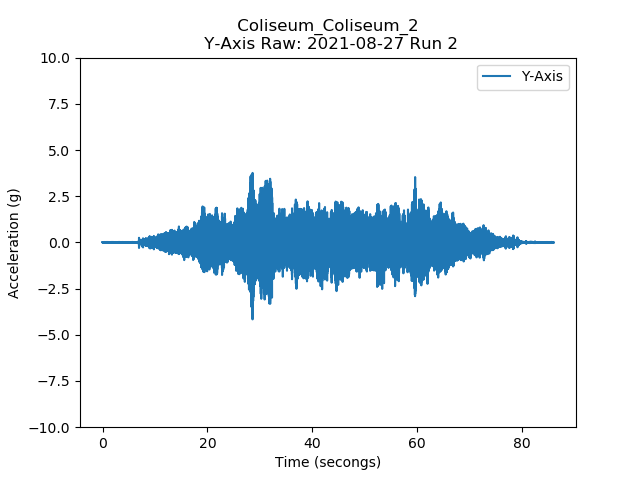 Coliseum_Coliseum_2
Y-Axis Raw: 2021-08-27 Run 2
Y-Axis
10.0
7.5
5.0
2.5
0.0
−2.5
−5.0
−7.5
−10.0
Acceleration (g)
0
20
40
60
80
Time (secongs)